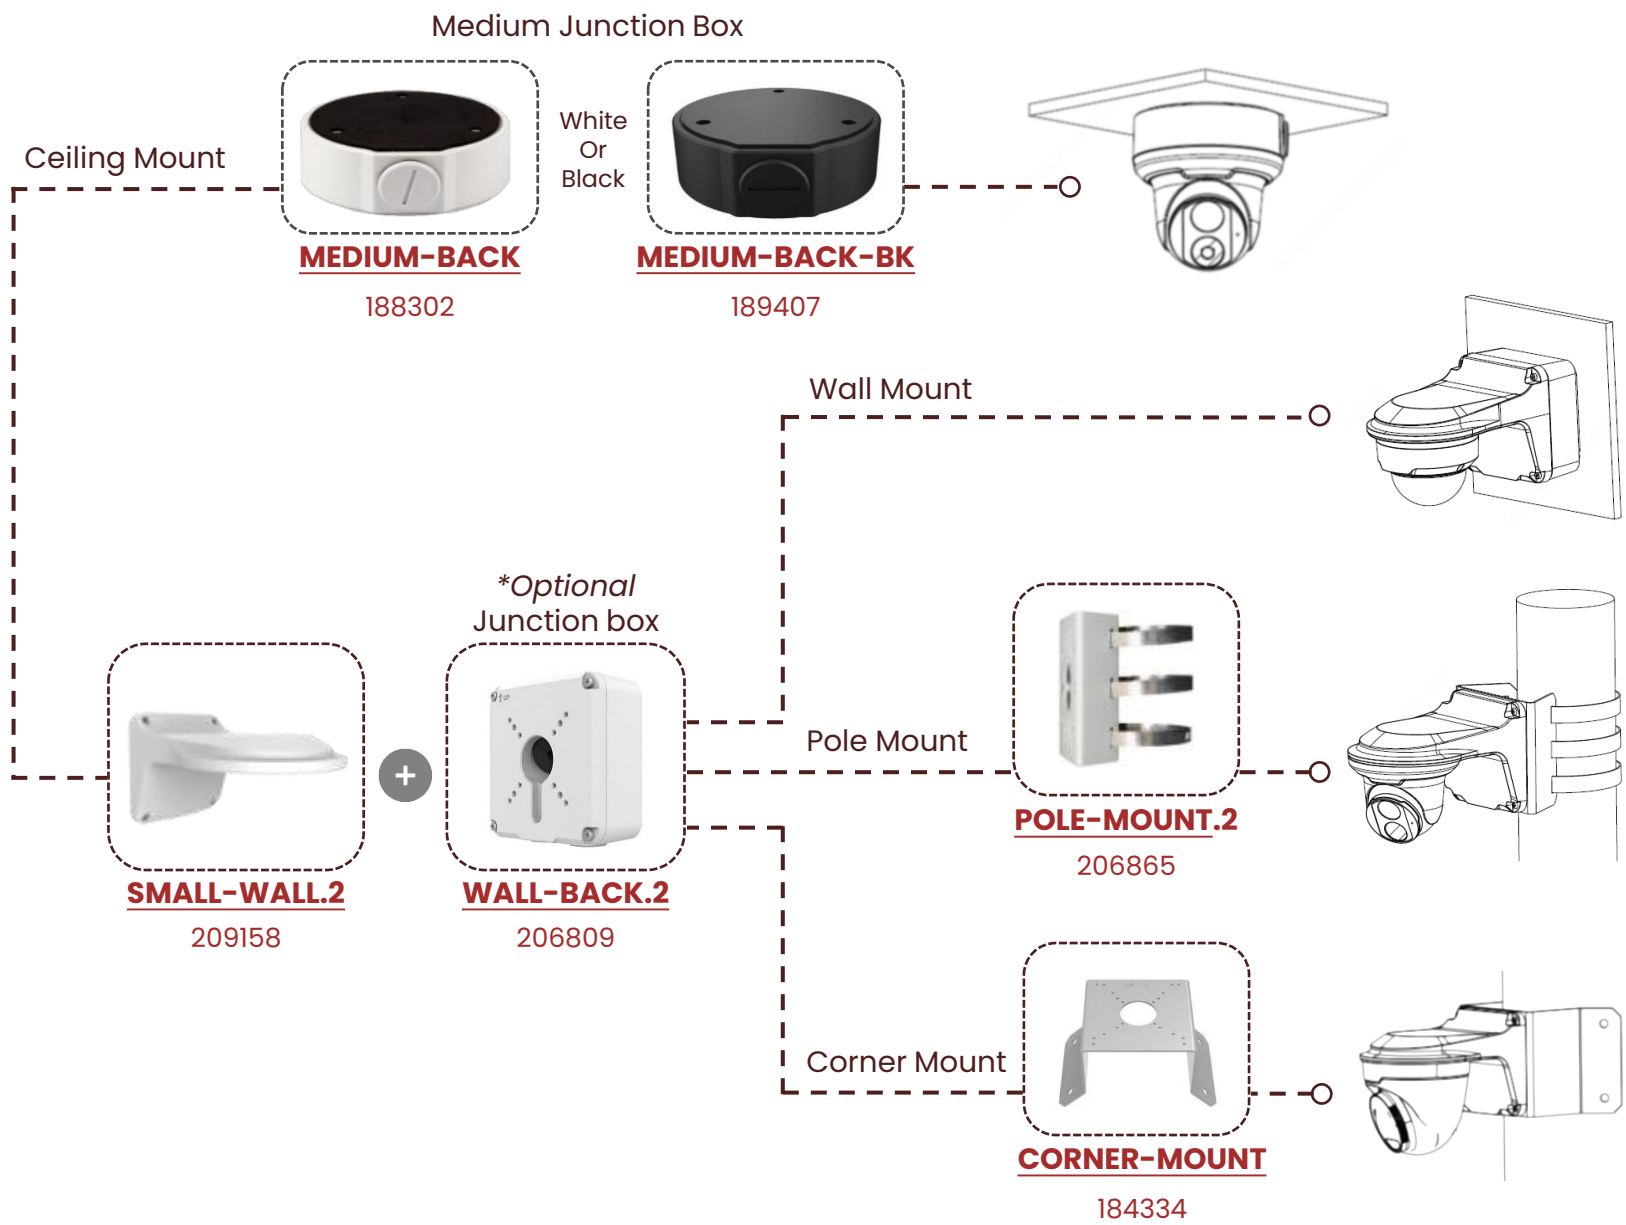 Medium Junction Box
Ceiling Mount
White
Or
Black
MEDIUM-BACK
188302
MEDIUM-BACK-BK
189407
Wall Mount
*Optional
Junction box
UP
SMALL-WALL.2
209158
+
WALL-BACK.2
206809
Pole Mount
POLE-MOUNT.2
206865
Corner Mount
CORNER-MOUNT
184334